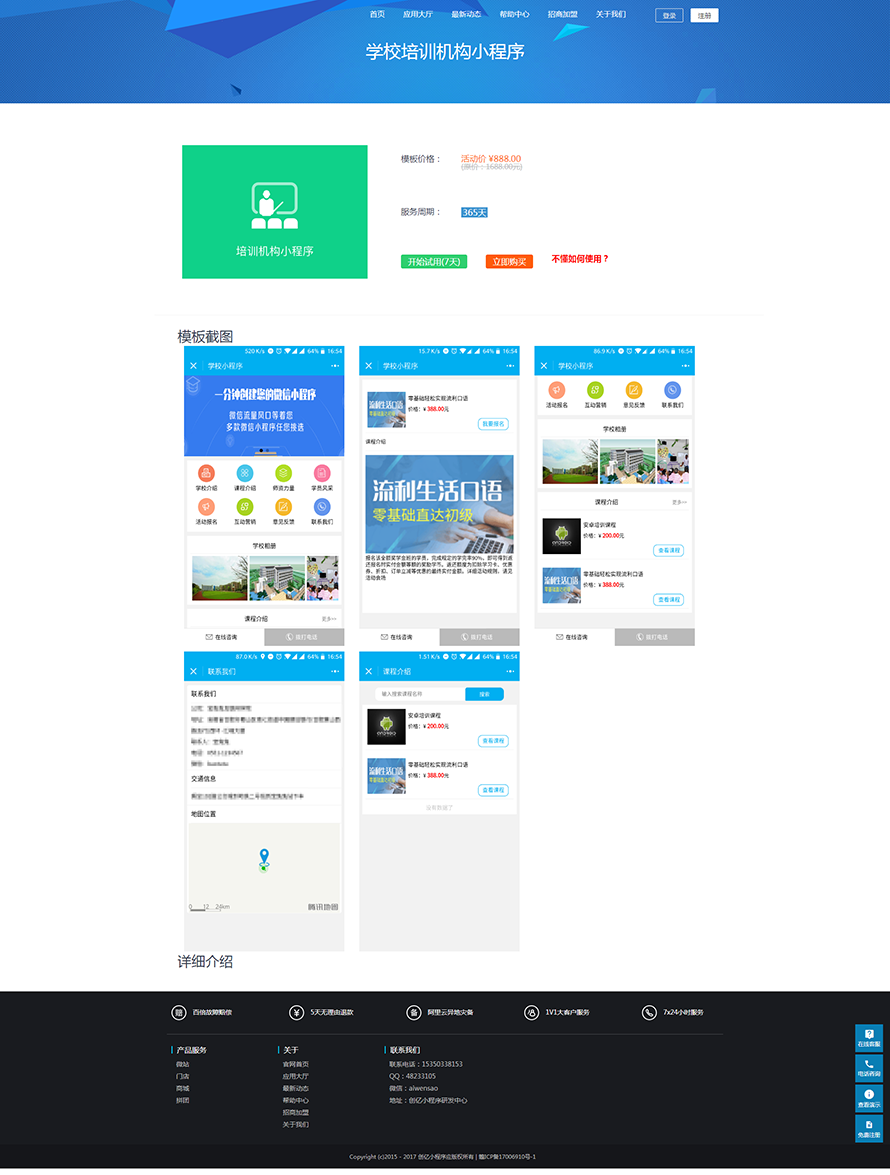 首页 应用大厅 最新动态 帮助中心 招商加盟 关于我们 登录 注册
学校培训机构小程序
培训机构小程序
模板价格： 活动价 ¥888.00
(原价：1688.00元)
服务周期： 365天
开始试用(7天) 立即购买 不懂如何使用？
模板截图
520 K/s 64% 16:54
学校小程序
一分钟创建您的微信小程序
微信流量风口等着您
多款微信小程序任您挑选
学校介绍 课程介绍 师资力量 学员风采
活动报名 互动营销 意见反馈 联系我们
学校相册
课程介绍 更多>>
在线咨询 拨打电话
15.7 K/s 64% 16:54
学校小程序
流利生活口语
零基础轻松实现流利口语
价格：¥ 388.00元
我要报名
课程介绍
流利生活口语
零基础直达初级
在线咨询 拨打电话
86.9 K/s 64% 16:54
学校小程序
活动报名 互动营销 意见反馈 联系我们
学校相册
课程介绍 更多>>
安卓培训课程
价格：¥ 200.00元
查看课程
零基础轻松实现流利口语
价格：¥ 388.00元
查看课程
在线咨询 拨打电话
87.0 K/s 64% 16:54
联系我们
联系我们
交通信息
地图位置
0 12 24km 腾讯地图
1.51 K/s 64% 16:54
课程介绍
输入搜索课程名称 搜索
安卓培训课程
价格：¥ 200.00元
查看课程
零基础轻松实现流利口语
价格：¥ 388.00元
查看课程
没有数据了
详细介绍
百倍故障赔偿 5天无理由退款 阿里云异地灾备 1V1大客户服务 7x24小时服务
产品服务
微站
门店
商城
拼团
关于
官网首页
应用大厅
最新动态
帮助中心
招商加盟
关于我们
联系我们
联系电话：15350338153
QQ：48233105
微信：aiwensao
地址：创亿小程序研发中心
在线客服
电话咨询
查看演示
免费注册
Copyright (c)2015 - 2017 创亿小程序应版权所有 | 赣ICP备17006910号-1